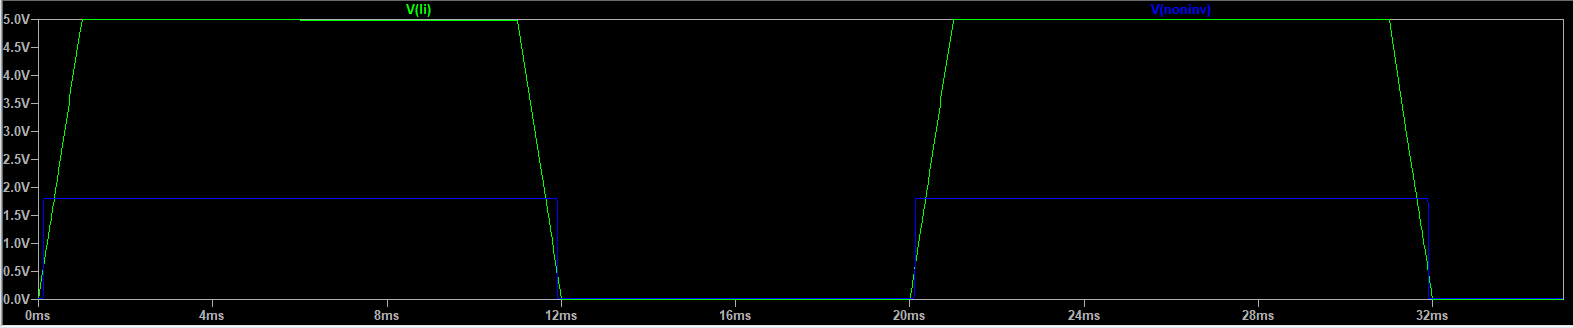 V(li) V(noninv)
5.0V
4.5V
4.0V
3.5V
3.0V
2.5V
2.0V
1.5V
1.0V
0.5V
0.0V
0ms 4ms 8ms 12ms 16ms 20ms 24ms 28ms 32ms